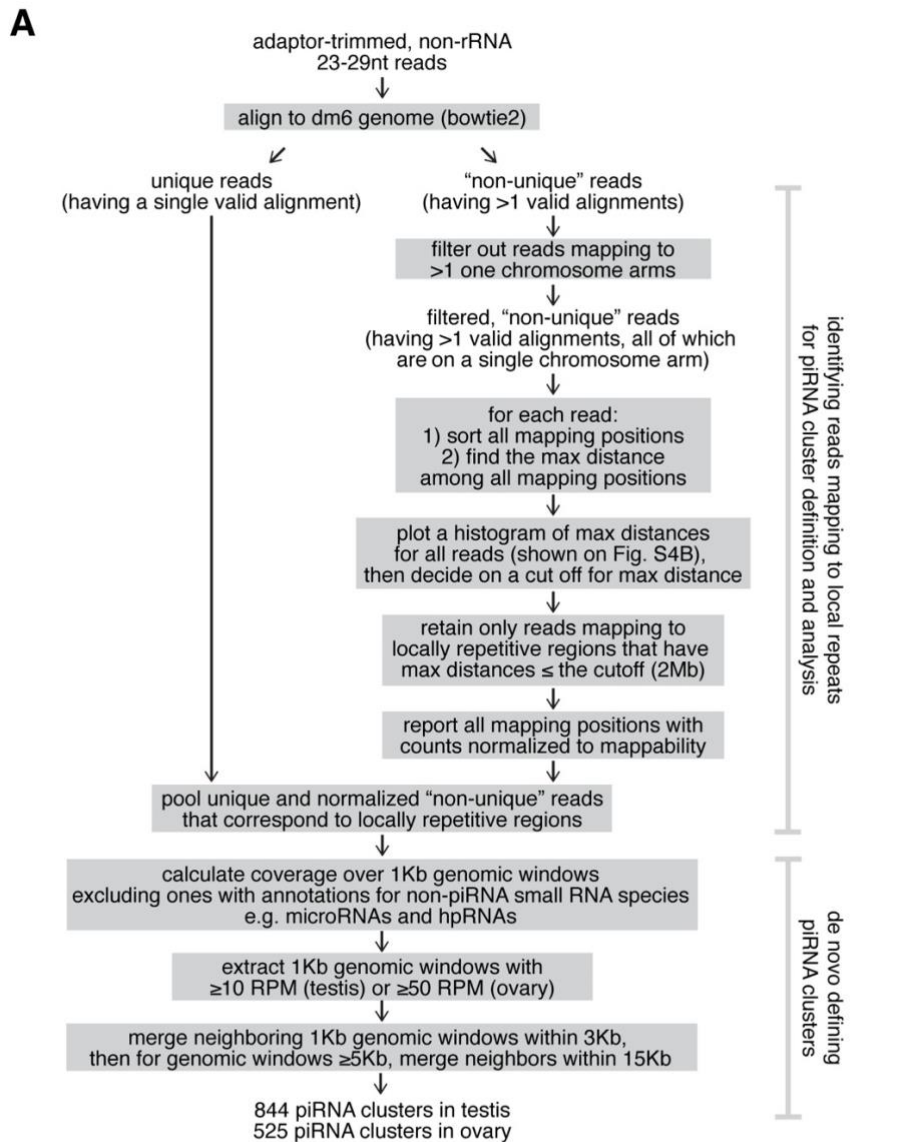 A
adaptor-trimmed, non-rRNA
23-29nt reads
align to dm6 genome (bowtie2)
unique reads
(having a single valid alignment)
“non-unique” reads
(having >1 valid alignments)
filter out reads mapping to
>1 one chromosome arms
filtered, “non-unique” reads
(having >1 valid alignments, all of which
are on a single chromosome arm)
for each read:
1) sort all mapping positions
2) find the max distance
among all mapping positions
plot a histogram of max distances
for all reads (shown on Fig. S4B),
then decide on a cut off for max distance
retain only reads mapping to
locally repetitive regions that have
max distances ≤ the cutoff (2Mb)
report all mapping positions with
counts normalized to mappability
identifying reads mapping to local repeats
for piRNA cluster definition and analysis
pool unique and normalized “non-unique” reads
that correspond to locally repetitive regions
calculate coverage over 1Kb genomic windows
excluding ones with annotations for non-piRNA small RNA species
e.g. microRNAs and hpRNAs
extract 1Kb genomic windows with
≥10 RPM (testis) or ≥50 RPM (ovary)
merge neighboring 1Kb genomic windows within 3Kb,
then for genomic windows ≥5Kb, merge neighbors within 15Kb
844 piRNA clusters in testis
525 piRNA clusters in ovary
de novo defining
piRNA clusters